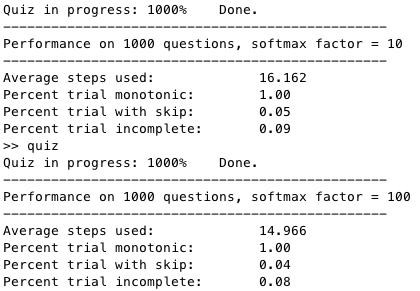 Quiz in progress: 1000%    Done.
------------------------------------------------
Performance on 1000 questions, softmax factor = 10
------------------------------------------------
Average steps used:             16.162
Percent trial monotonic:        1.00
Percent trial with skip:        0.05
Percent trial incomplete:       0.09
>> quiz
Quiz in progress: 1000%    Done.
------------------------------------------------
Performance on 1000 questions, softmax factor = 100
------------------------------------------------
Average steps used:             14.966
Percent trial monotonic:        1.00
Percent trial with skip:        0.04
Percent trial incomplete:       0.08